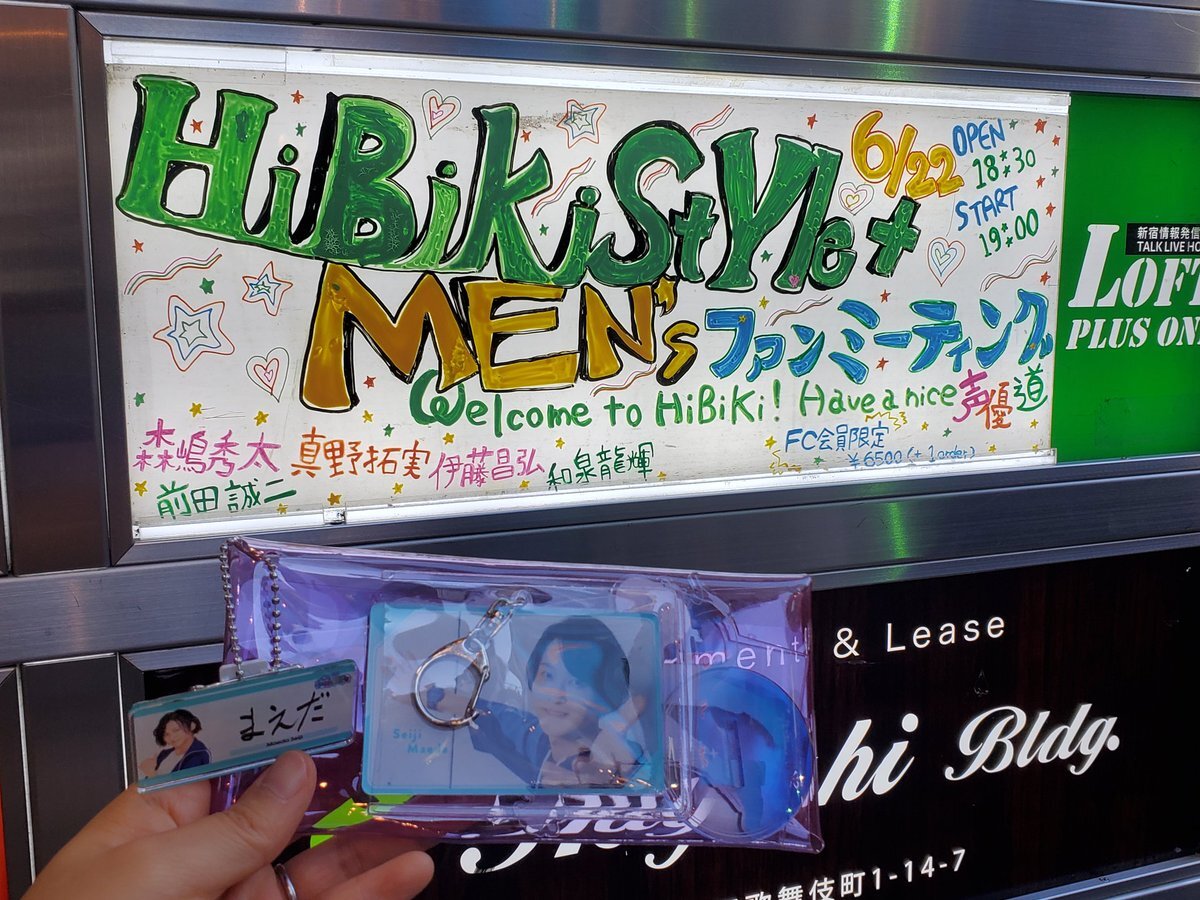 HiBiKiStYle+
6/22
OPEN
18:30
START
19:00
MEN's ファンミーティング
Welcome to HiBiKi! Have a nice 声優道
森嶋秀太 真野拓実 伊藤昌弘 和泉龍輝
前田誠二
FC会員限定
¥6500(+1order)
新宿情報発信
TALK LIVE HO
LOFT
PLUS ON
まえだ
Seiji
Maeda
ment & Lease
hi Bldg.
歌舞伎町1-14-7